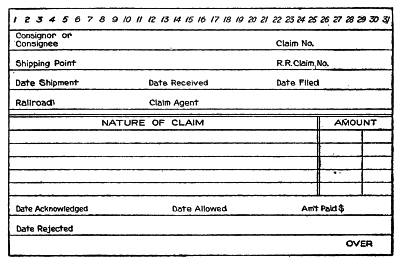 1 2 3 4 5 6 7 8 9 10 11 12 13 14 15 16 17 18 19 20 21 22 23 24 25 26 27 28 29 30 31
Consignor or
Consignee Claim No.
Shipping Point R.R. Claim No.
Date Shipment Date Received Date Filed
Railroad Claim Agent
NATURE OF CLAIM AMOUNT
Date Acknowledged Date Allowed Amt Paid $
Date Rejected
OVER